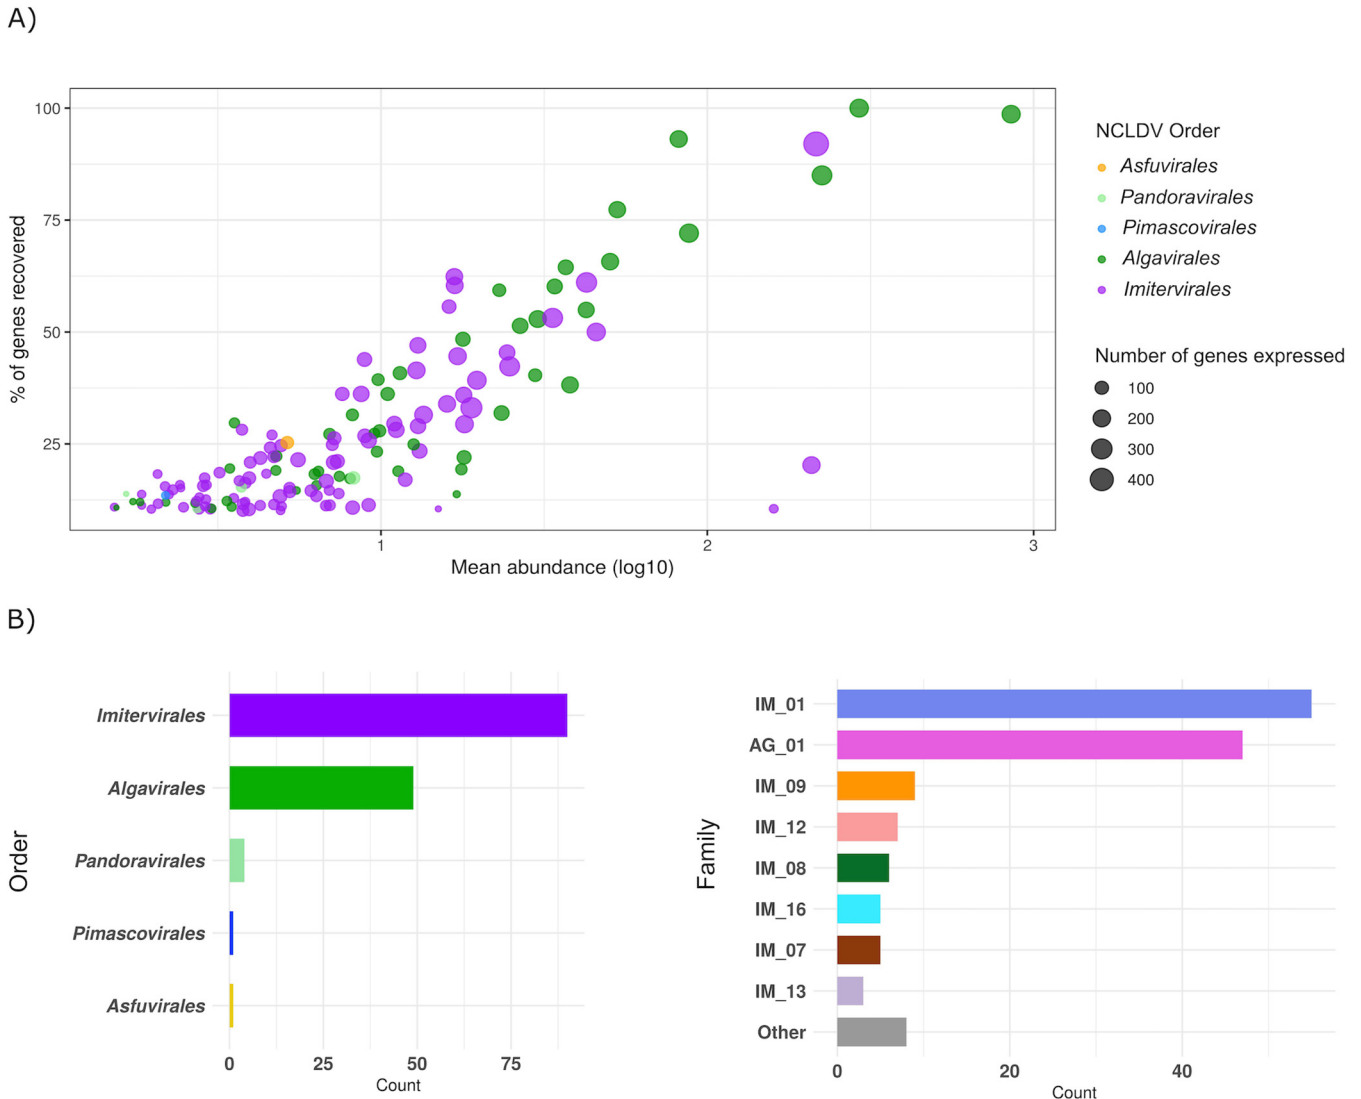 A)
100
75
50
25
% of genes recovered
1
2
3
Mean abundance (log10)
NCLDV Order
Asfuvirales
Pandoravirales
Pimascovirales
Algavirales
Imitervirales
Number of genes expressed
100
200
300
400
B)
Order
Imitervirales
Algavirales
Pandoravirales
Pimascovirales
Asfuvirales
0 25 50 75
Count
Family
IM_01
AG_01
IM_09
IM_12
IM_08
IM_16
IM_07
IM_13
Other
0 20 40
Count